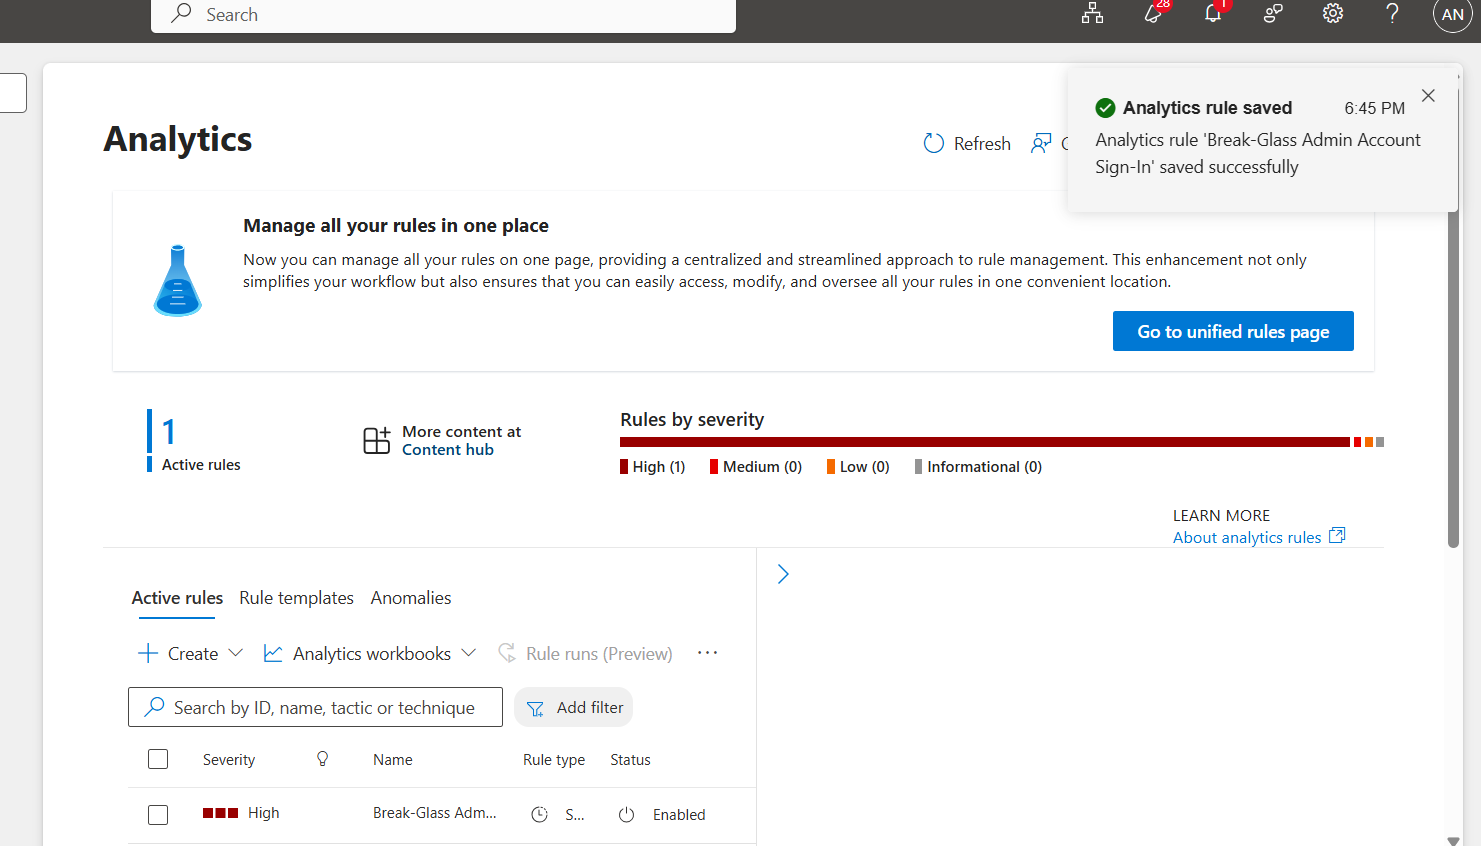 Search
28
1
AN
Analytics
Refresh
Analytics rule saved
6:45 PM
Analytics rule 'Break-Glass Admin Account
Sign-In' saved successfully
Manage all your rules in one place
Now you can manage all your rules on one page, providing a centralized and streamlined approach to rule management. This enhancement not only
simplifies your workflow but also ensures that you can easily access, modify, and oversee all your rules in one convenient location.
Go to unified rules page
1
Active rules
More content at
Content hub
Rules by severity
High (1)
Medium (0)
Low (0)
Informational (0)
LEARN MORE
About analytics rules
Active rules
Rule templates
Anomalies
Create
Analytics workbooks
Rule runs (Preview)
Search by ID, name, tactic or technique
Add filter
Severity
Name
Rule type
Status
High
Break-Glass Adm...
S...
Enabled